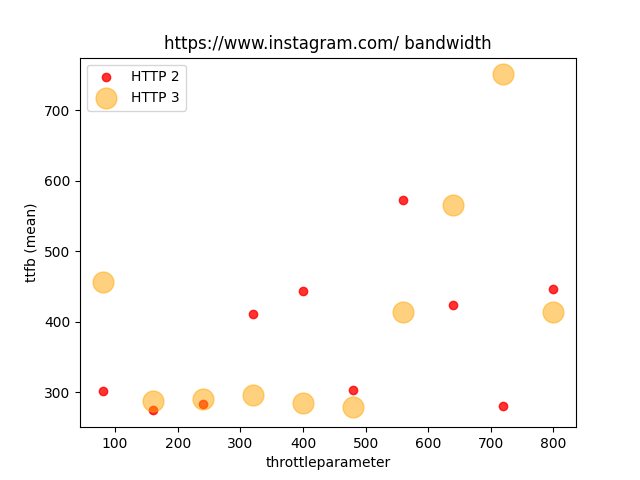 https://www.instagram.com/ bandwidth
HTTP 2
HTTP 3
700
600
500
400
300
ttfb (mean)
100 200 300 400 500 600 700 800
throttleparameter